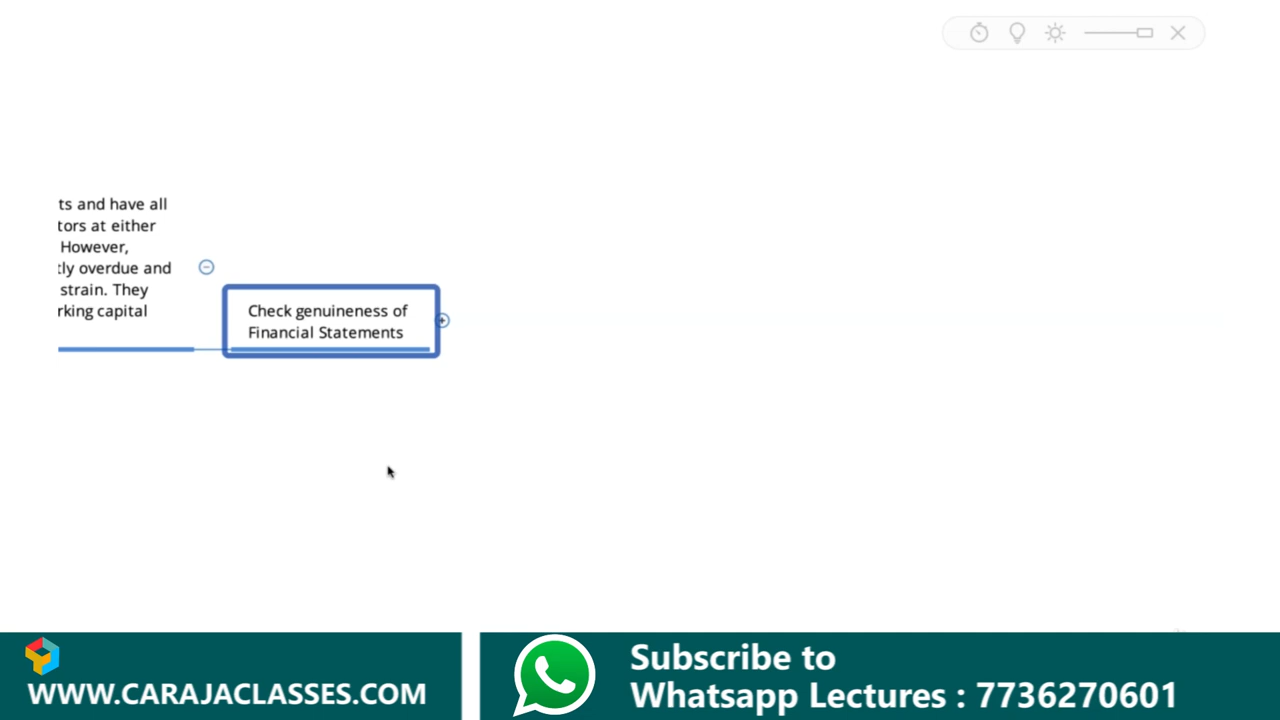 ts and have all
tors at either
However,
tly overdue and
strain. They
rking capital
Check genuineness of
Financial Statements
WWW.CARAJACLASSES.COM
Subscribe to
Whatsapp Lectures : 7736270601